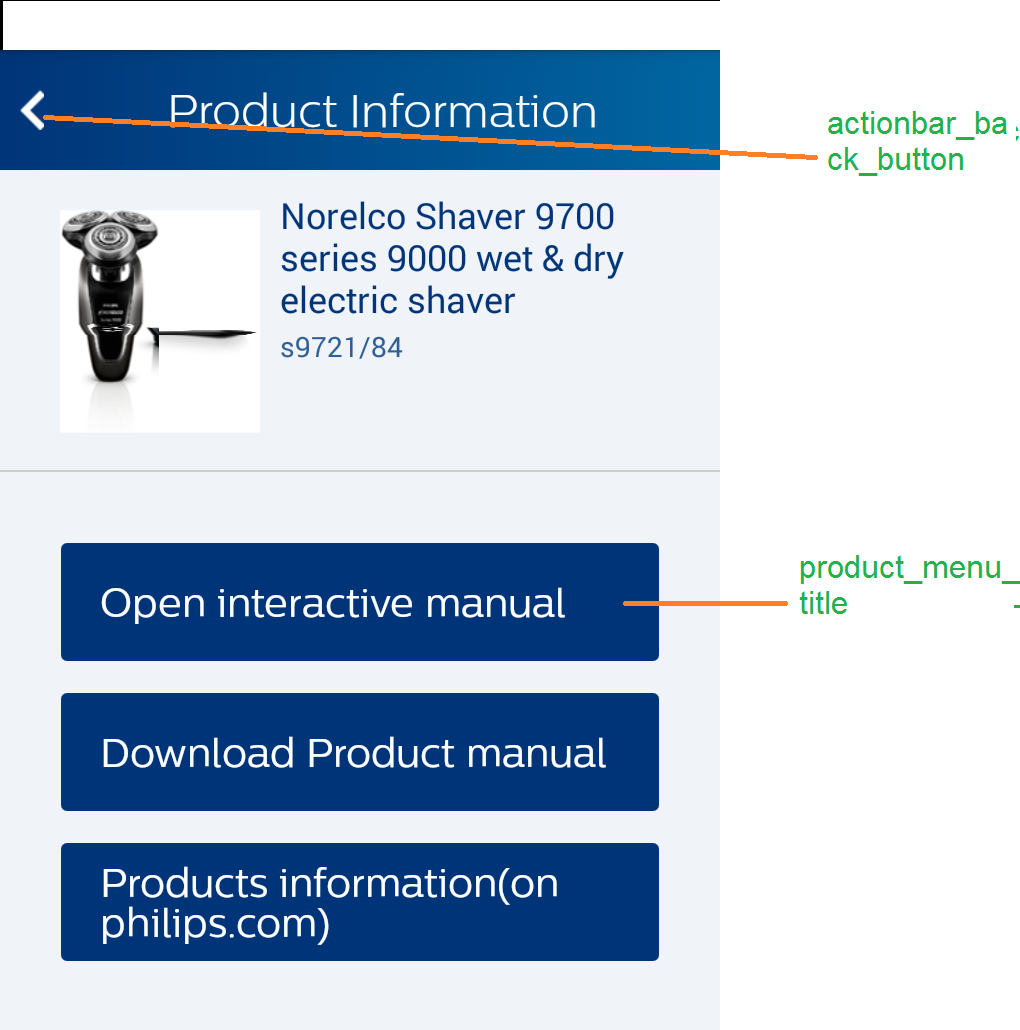 Product Information
actionbar_ba
ck_button
Norelco Shaver 9700
series 9000 wet & dry
electric shaver
s9721/84
Open interactive manual
product_menu_
title
Download Product manual
Products information(on
philips.com)